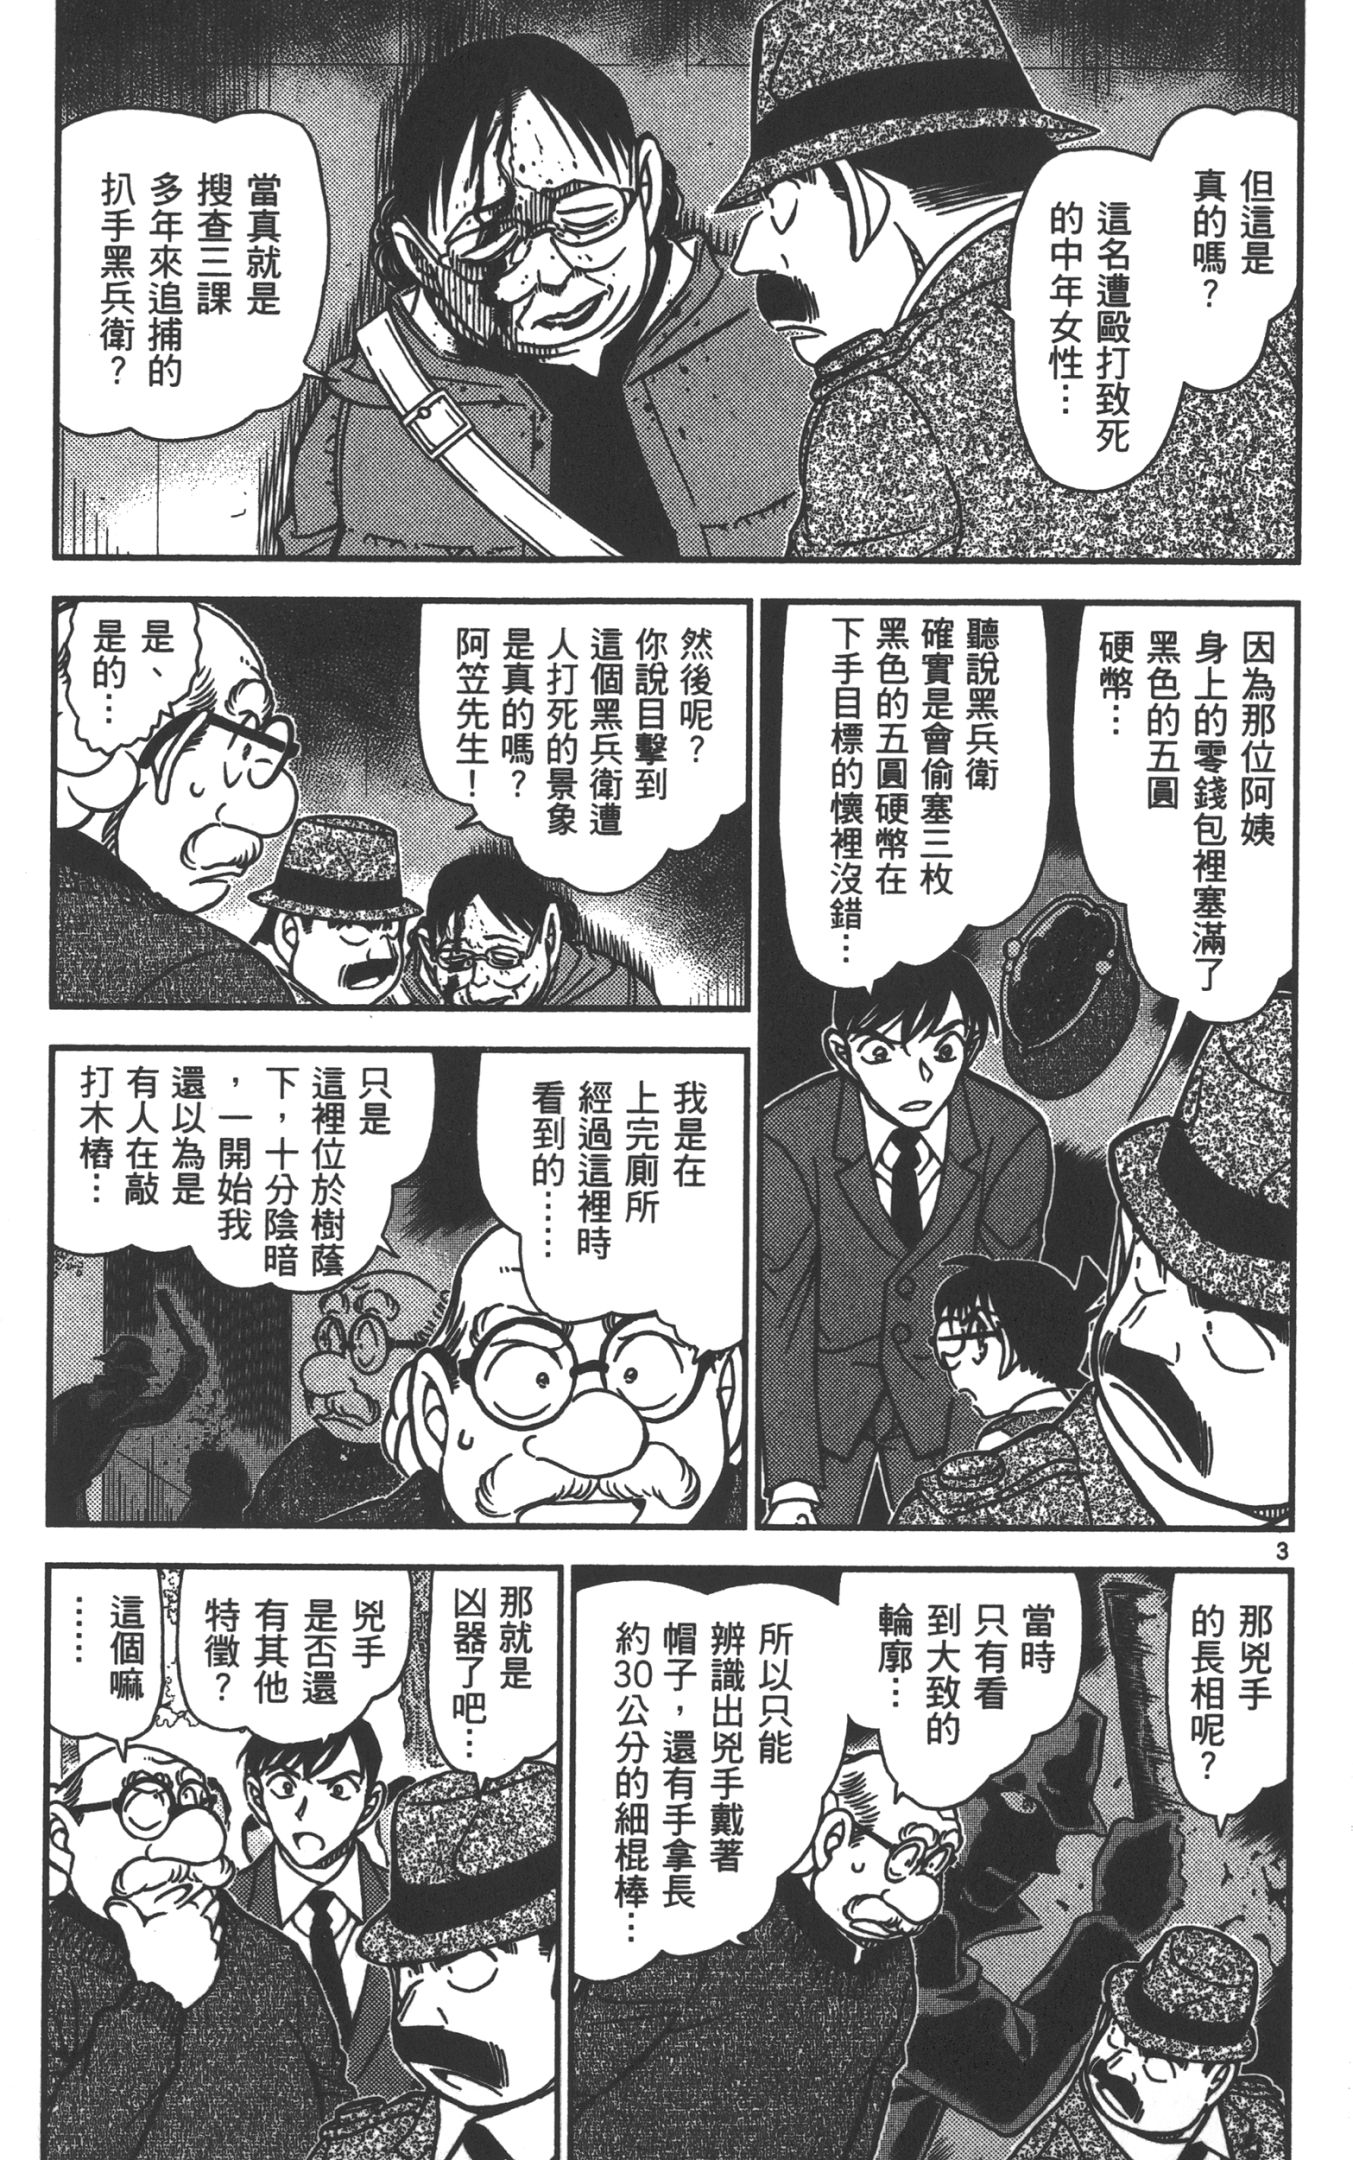 但這是
真的嗎？
這名遭毆打致死
的中年女性…
當真就是
搜查三課
多年來追捕的
扒手黑兵衛？
因為那位阿姨
身上的零錢包裡塞滿了
黑色的五圓
硬幣…
聽說黑兵衛
確實是會偷塞三枚
黑色的五圓硬幣在
下手目標的懷裡沒錯…
然後呢？
你說目擊到
這個黑兵衛遭
人打死的景象
是真的嗎？
阿笠先生！
是、
是的…
我是在
上完廁所
經過這裡時
看到的……
只是
這裡位於樹蔭
下，十分陰暗
，一開始我
還以為是
有人在敲
打木樁…
3
那兇手
的長相呢？
當時
只有看
到大致的
輪廓…
所以只能
辨識出兇手戴著
帽子，還有手拿長
約30公分的細棍棒…
那就是
凶器了吧…
兇手
是否還
有其他
特徵？
這個嘛
……